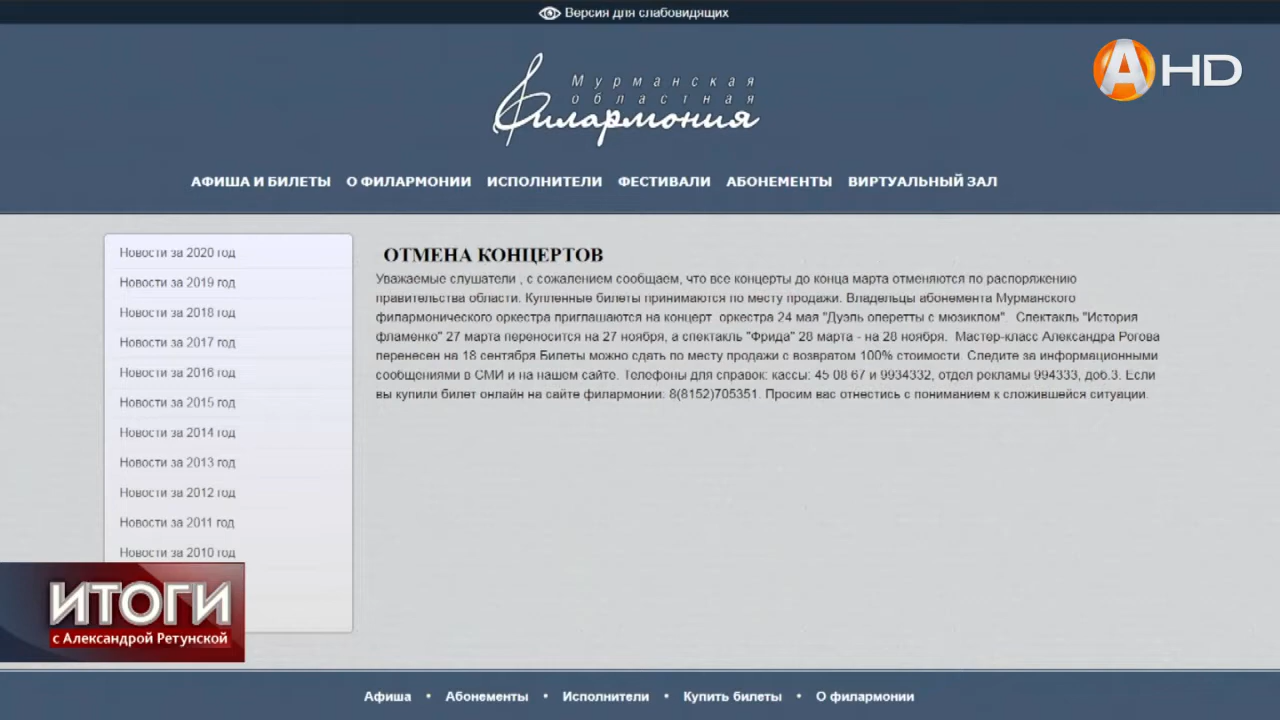 Версия для слабовидящих
Мурманская
областная
филармония
А HD
АФИША И БИЛЕТЫ О ФИЛАРМОНИИ ИСПОЛНИТЕЛИ ФЕСТИВАЛИ АБОНЕМЕНТЫ ВИРТУАЛЬНЫЙ ЗАЛ
Новости за 2020 год
Новости за 2019 год
Новости за 2018 год
Новости за 2017 год
Новости за 2016 год
Новости за 2015 год
Новости за 2014 год
Новости за 2013 год
Новости за 2012 год
Новости за 2011 год
Новости за 2010 год
ОТМЕНА КОНЦЕРТОВ
Уважаемые слушатели , с сожалением сообщаем, что все концерты до конца марта отменяются по распоряжению
правительства области. Купленные билеты принимаются по месту продажи. Владельцы абонемента Мурманского
филармонического оркестра приглашаются на концерт оркестра 24 мая "Дуэль оперетты с мюзиклом". Спектакль "История
фламенко" 27 марта переносится на 27 ноября, а спектакль "Фрида" 28 марта - на 28 ноября. Мастер-класс Александра Рогова
перенесен на 18 сентября Билеты можно сдать по месту продажи с возвратом 100% стоимости. Следите за информационными
сообщениями в СМИ и на нашем сайте. Телефоны для справок: кассы: 45 08 67 и 9934332, отдел рекламы 994333, доб.3. Если
вы купили билет онлайн на сайте филармонии: 8(8152)705351. Просим вас отнестись с пониманием к сложившейся ситуации.
ИТОГИ
с Александрой Ретунской
Афиша • Абонементы • Исполнители • Купить билеты • О филармонии